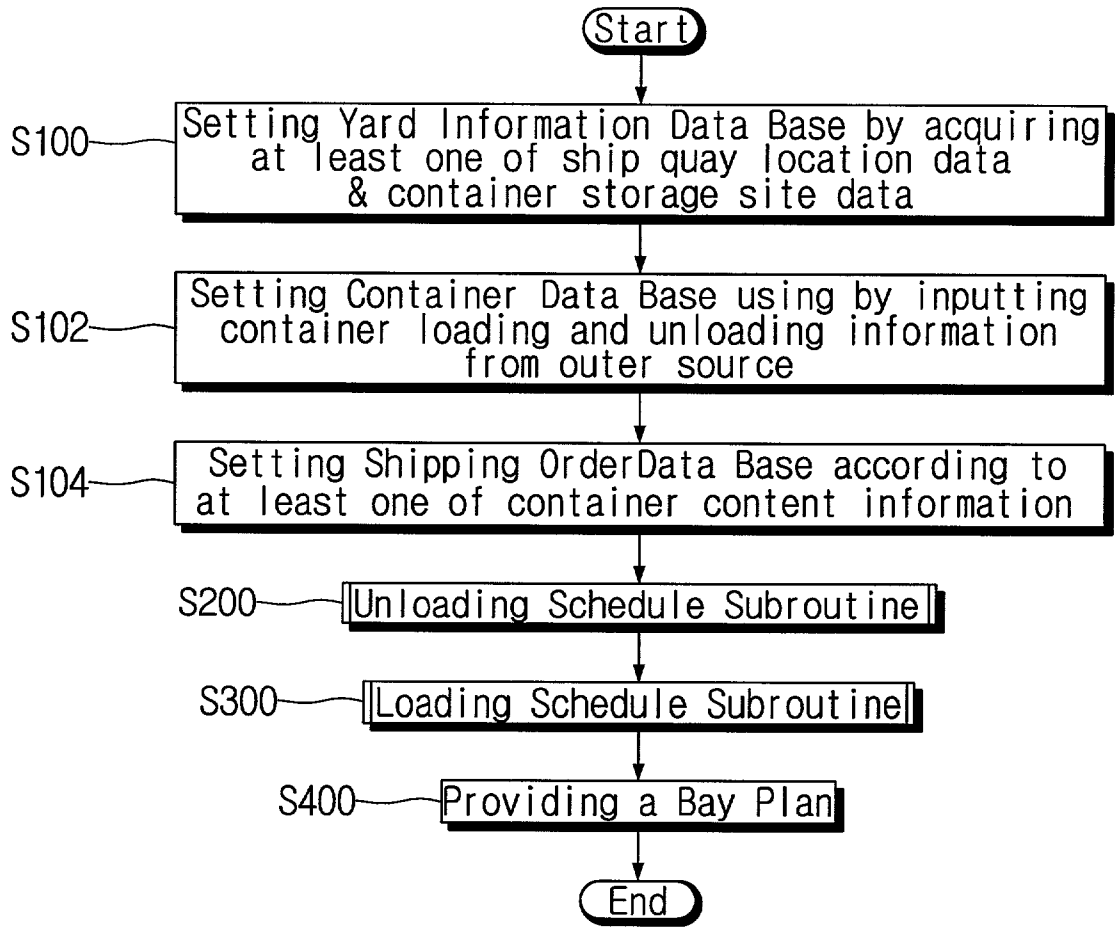 Start
S100
Setting Yard Information Data Base by acquiring
at least one of ship quay location data
& container storage site data
S102
Setting Container Data Base using by inputting
container loading and unloading information
from outer source
S104
Setting Shipping OrderData Base according to
at least one of container content information
S200
Unloading Schedule Subroutine
S300
Loading Schedule Subroutine
S400
Providing a Bay Plan
End